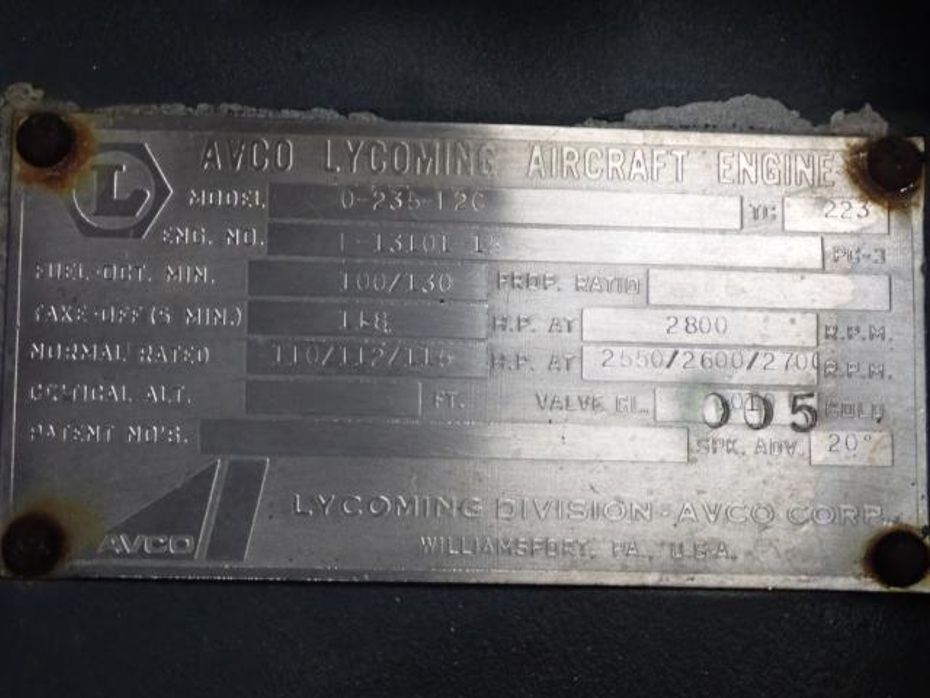 AVCO LYCOMING AIRCRAFT ENGINE
L
MODEL O-235-L2C TC 223
ENG. NO. PC-3
FUEL-OCT. MIN. 100/130 PROP. RATIO
TAKE-OFF (5 MIN.) 118 H.P. AT 2800 R.P.M.
NORMAL RATED 110/112/115 H.P. AT 2550/2600/2700 R.P.M.
CRITICAL ALT. FT. VALVE CL. 005 COLD
PATENT NO'S. SPK. ADV. 20°
LYCOMING DIVISION-AVCO CORP.
AVCO WILLIAMSPORT, PA., U.S.A.